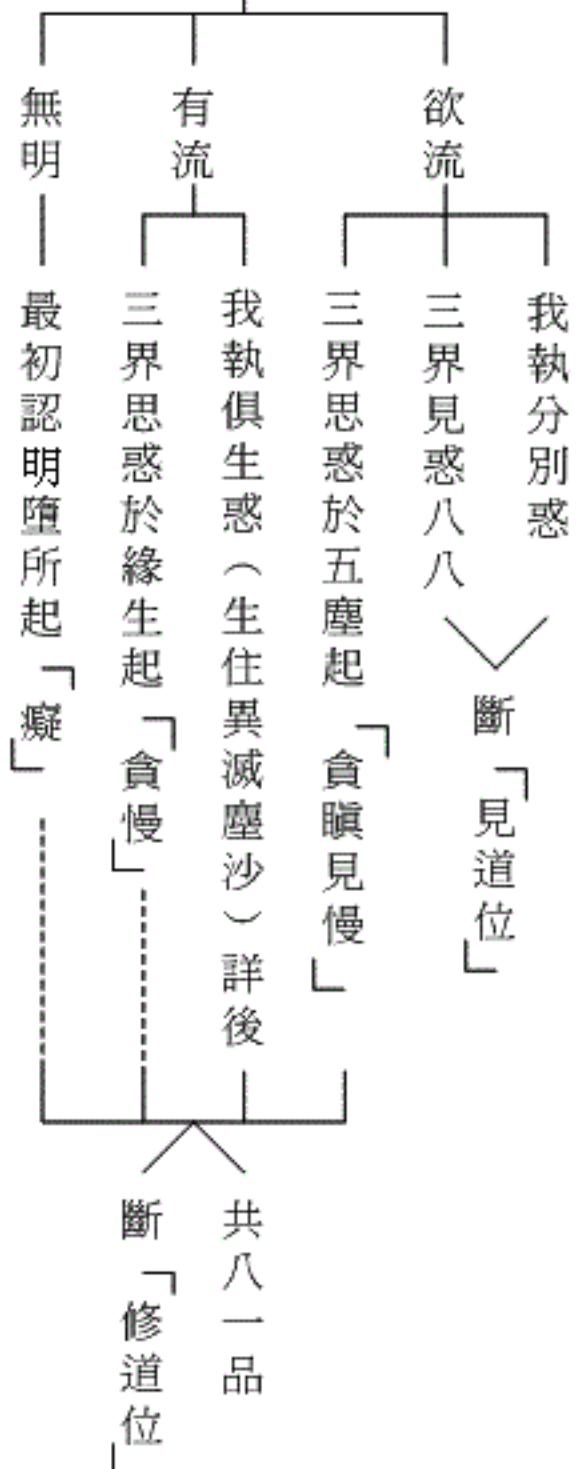 欲流
我執分別惑
三界見惑八八
斷「見道位」
三界思惑於五塵起「貪瞋見慢」
有流
我執俱生惑（生住異滅塵沙）詳後
三界思惑於緣生起「貪慢」
無明
最初認明墮所起「癡」
共八一品
斷「修道位」